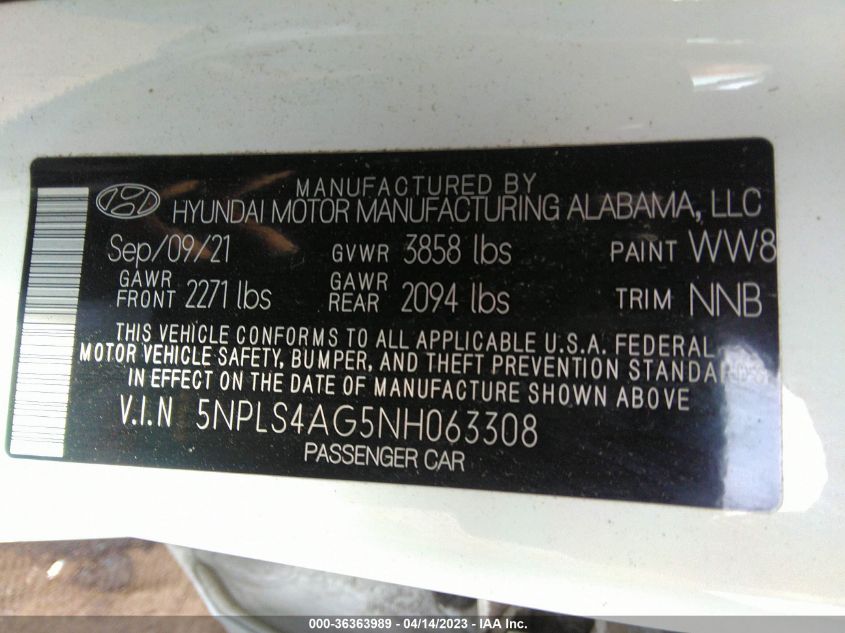 MANUFACTURED BY
HYUNDAI MOTOR MANUFACTURING ALABAMA, LLC
Sep/09/21 GVWR 3858 lbs PAINT WW8
GAWR FRONT 2271 lbs GAWR REAR 2094 lbs TRIM NNB
THIS VEHICLE CONFORMS TO ALL APPLICABLE U.S.A. FEDERAL
MOTOR VEHICLE SAFETY, BUMPER, AND THEFT PREVENTION STANDAR
IN EFFECT ON THE DATE OF MANUFACTURE SHOWN ABOVE
V.I.N 5NPLS4AG5NH063308
PASSENGER CAR
000-36363989 - 04/14/2023 - IAA Inc.